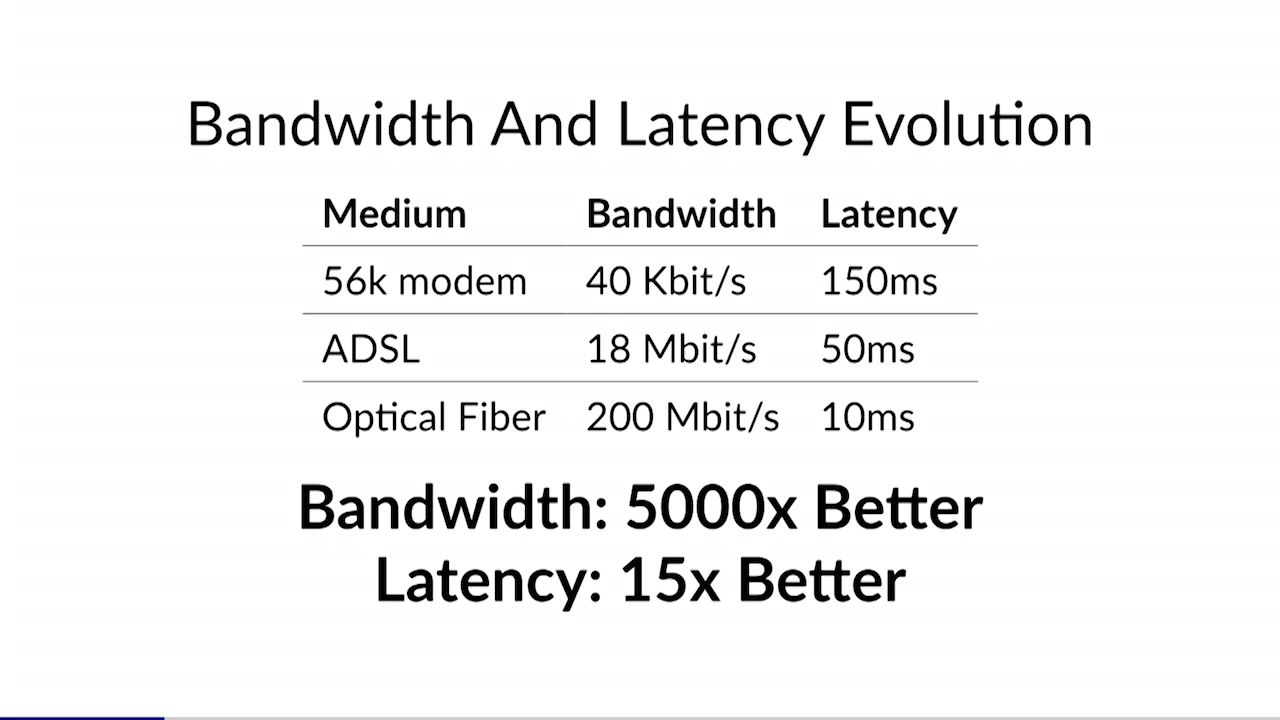 Bandwidth And Latency Evolution
Medium Bandwidth Latency
56k modem 40 Kbit/s 150ms
ADSL 18 Mbit/s 50ms
Optical Fiber 200 Mbit/s 10ms
Bandwidth: 5000x Better
Latency: 15x Better